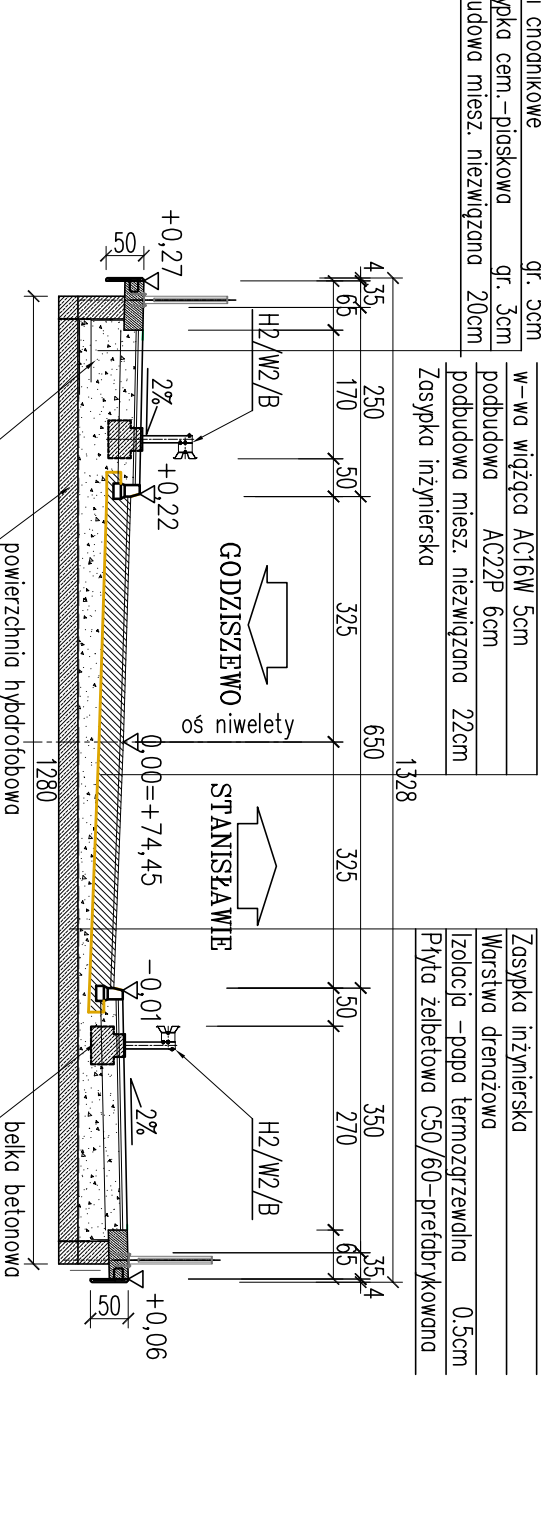 gr. 5cm
cem.-piaskowa gr. 3cm
miesz. niezwiązana 20cm
w-wa wiążąca AC16W 5cm
podbudowa AC22P 6cm
podbudowa miesz. niezwiązana 22cm
Zasypka inżynierska
Zasypka inżynierska
Warstwa drenażowa
Izolacja -papa termozgrzewalna 0.5cm
Płyta żelbetowa C50/60-prefabrykowana
1328
4 35 250 650 350 35 4
65 170 50 325 325 50 270 65
H2/W2/B
H2/W2/B
GODZISZEWO
STANISŁAWIE
oś niwelety
+0,27
50
2%
+0,22
0,00=+74,45
-0,01
2%
+0,06
50
1280
powierzchnia hybdrofobowa
belka betonowa